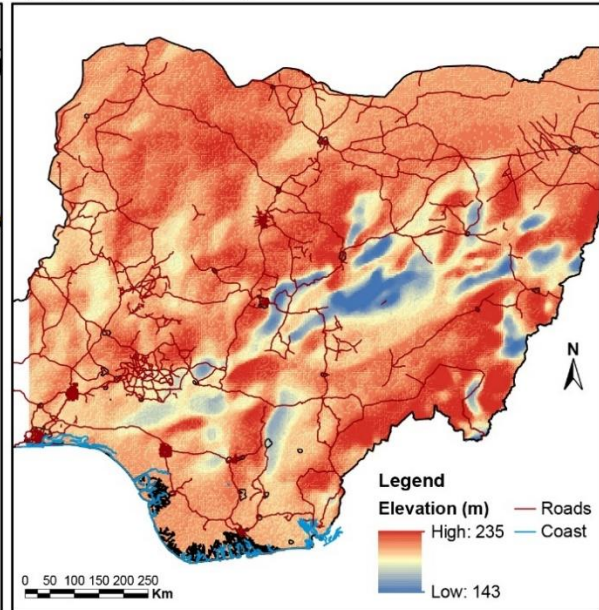 N
Legend
Elevation (m)
High: 235
Low: 143
Roads
Coast
0 50 100 150 200 250
Km